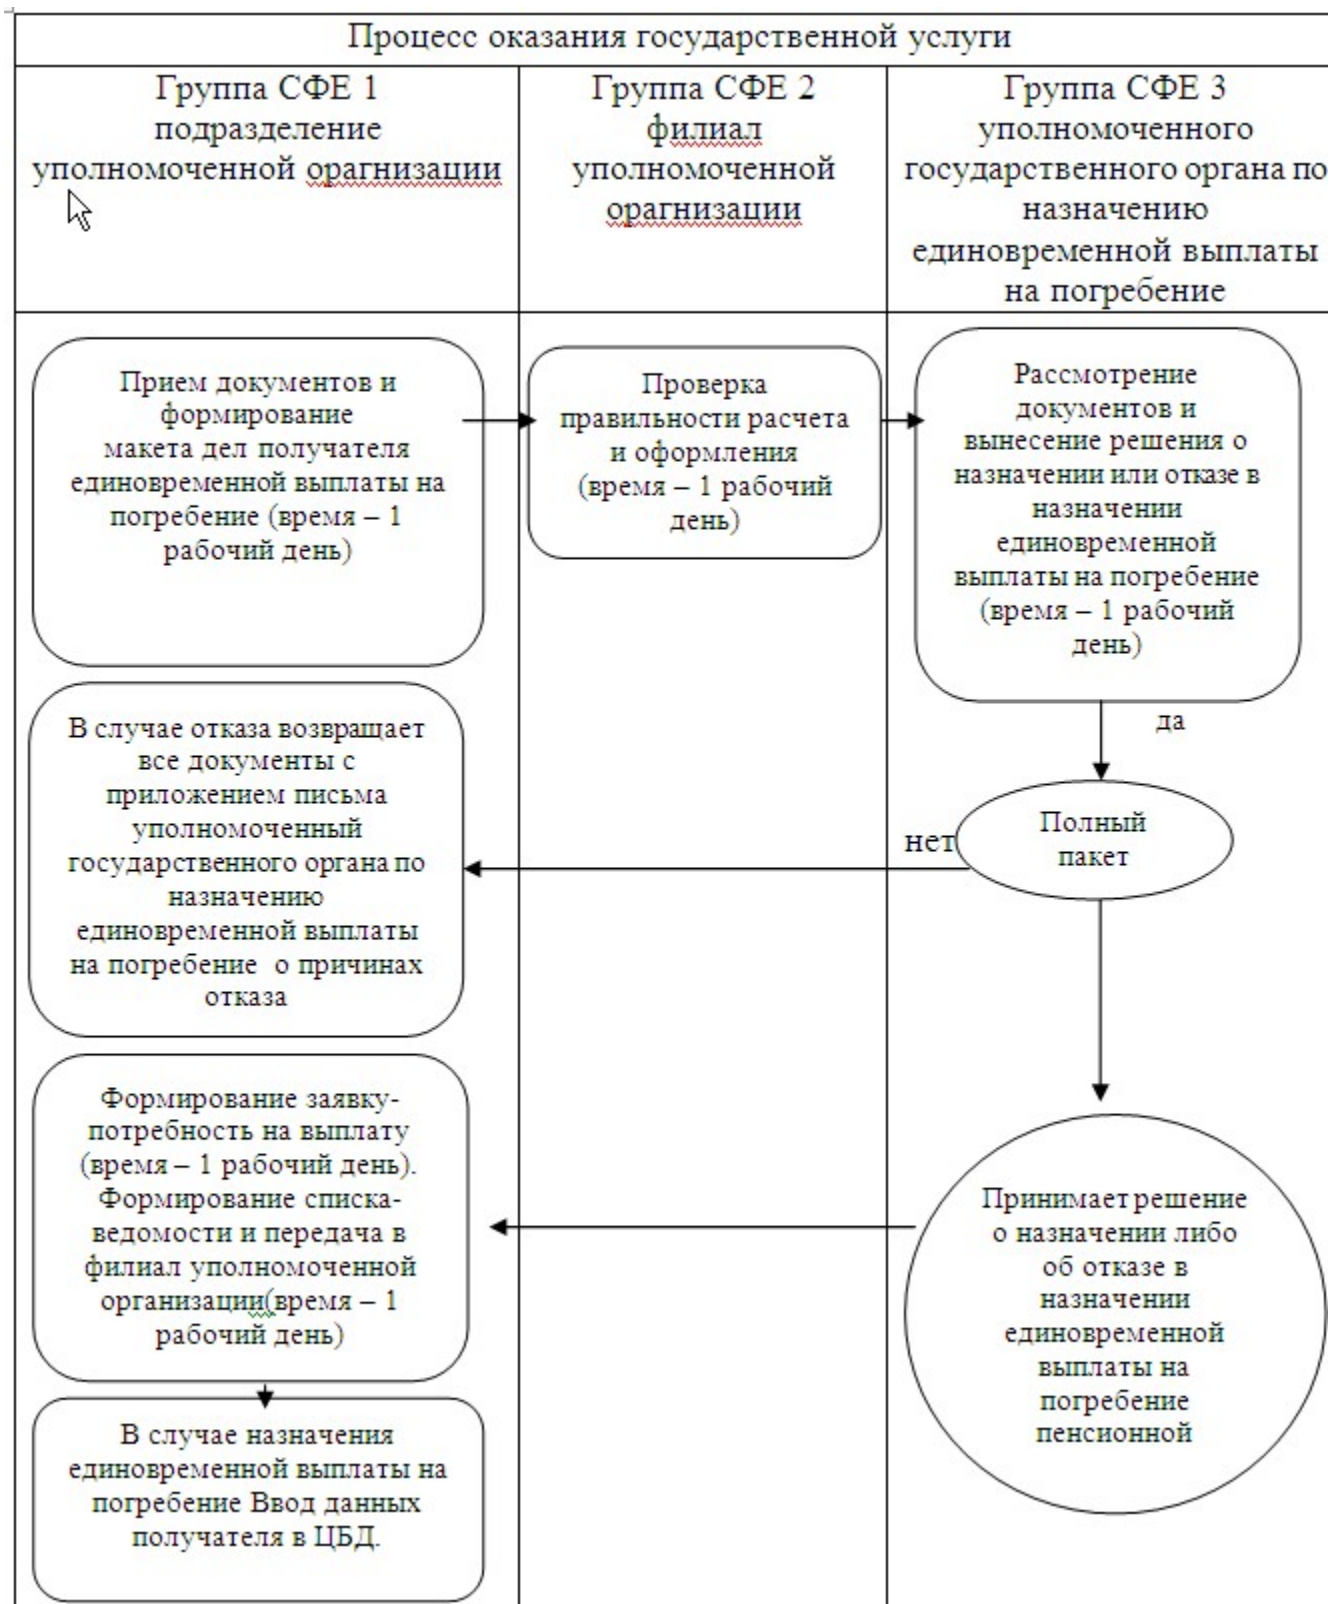 Процесс оказания государственной услуги
Группа СФЕ 1
подразделение
уполномоченной орагнизации
Группа СФЕ 2
филиал
уполномоченной
орагнизации
Группа СФЕ 3
уполномоченного
государственного органа по
назначению
единовременной выплаты
на погребение
Прием документов и
формирование
макета дел получателя
единовременной выплаты на
погребение (время – 1
рабочий день)
Проверка
правильности расчета
и оформления
(время – 1 рабочий
день)
Рассмотрение
документов и
вынесение решения о
назначении или отказе в
назначении
единовременной
выплаты на погребение
(время – 1 рабочий
день)
да
В случае отказа возвращает
все документы с
приложением письма
уполномоченный
государственного органа по
назначению
единовременной выплаты
на погребение о причинах
отказа
нет
Полный
пакет
Формирование заявку-
потребность на выплату
(время – 1 рабочий день).
Формирование списка-
ведомости и передача в
филиал уполномоченной
организации(время – 1
рабочий день)
Принимает решение
о назначении либо
об отказе в
назначении
единовременной
выплаты на
погребение
пенсионной
В случае назначения
единовременной выплаты на
погребение Ввод данных
получателя в ЦБД.